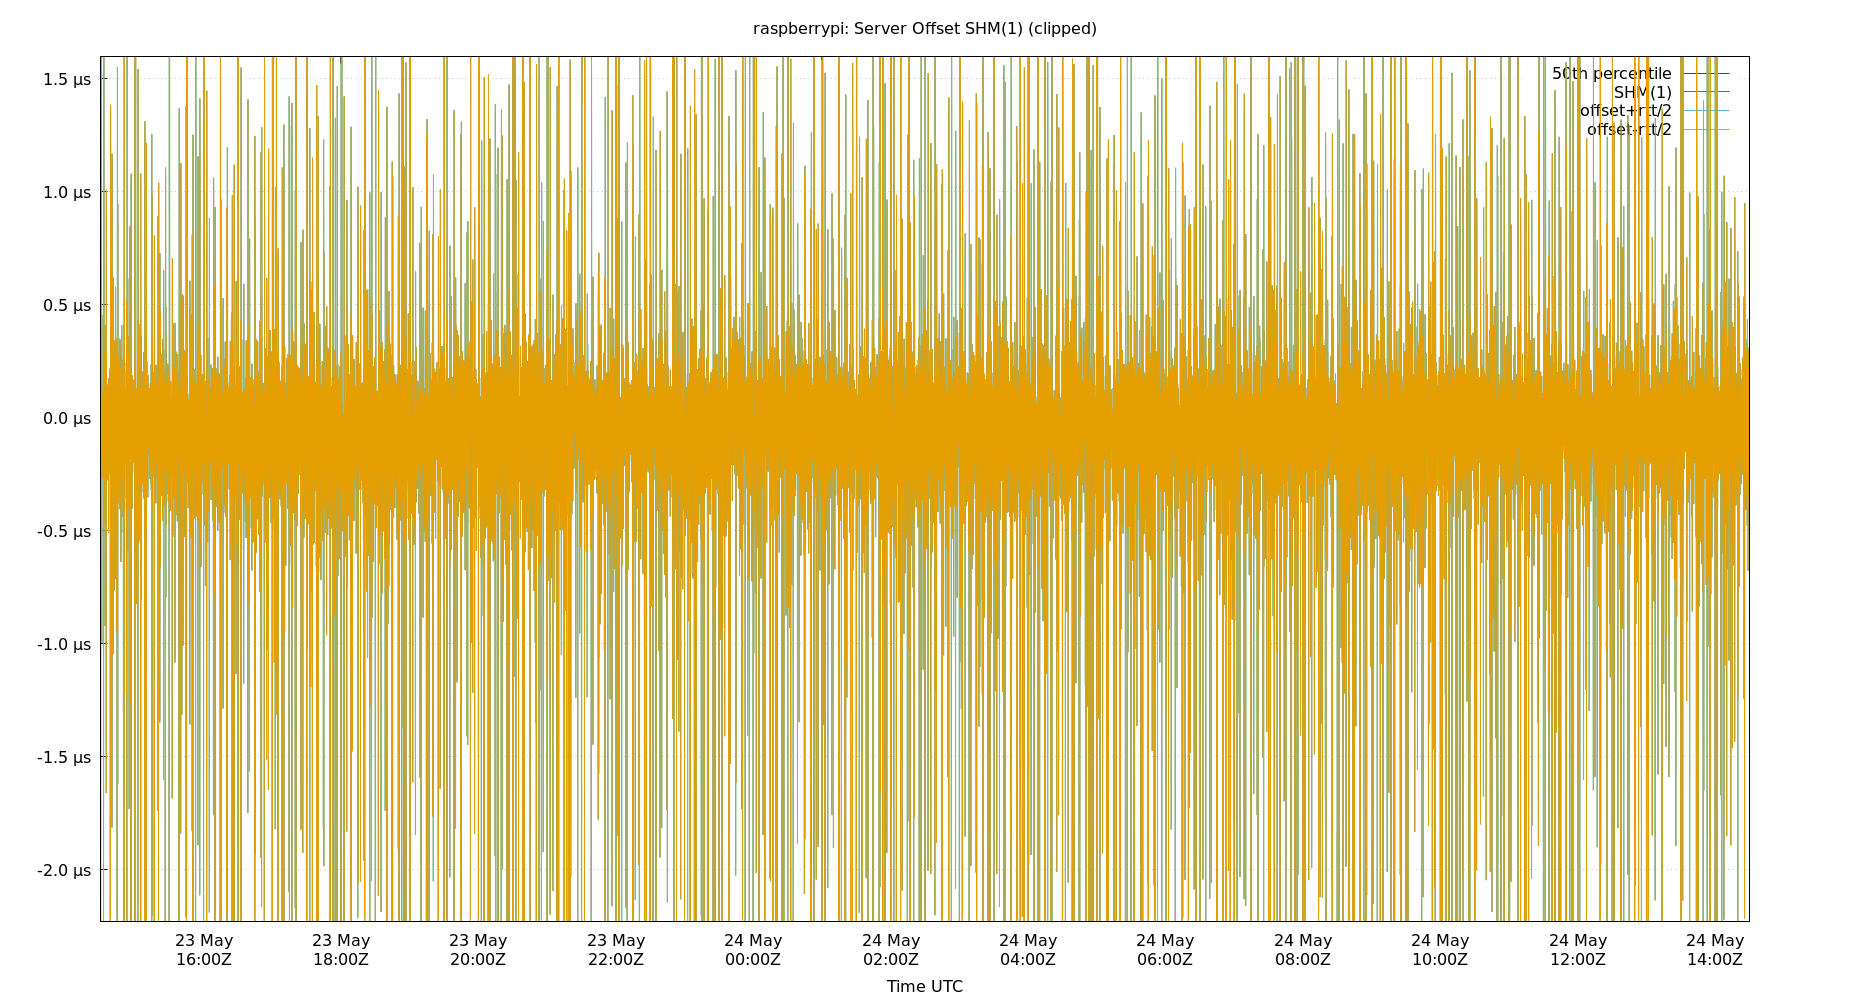 raspberrypi: Server Offset SHM(1) (clipped)
1.5 µs
1.0 µs
0.5 µs
0.0 µs
-0.5 µs
-1.0 µs
-1.5 µs
-2.0 µs
50th percentile
SHM(1)
offset+rtt/2
offset-rtt/2
23 May 23 May 23 May 23 May 24 May 24 May 24 May 24 May 24 May 24 May 24 May 24 May
16:00Z 18:00Z 20:00Z 22:00Z 00:00Z 02:00Z 04:00Z 06:00Z 08:00Z 10:00Z 12:00Z 14:00Z
Time UTC